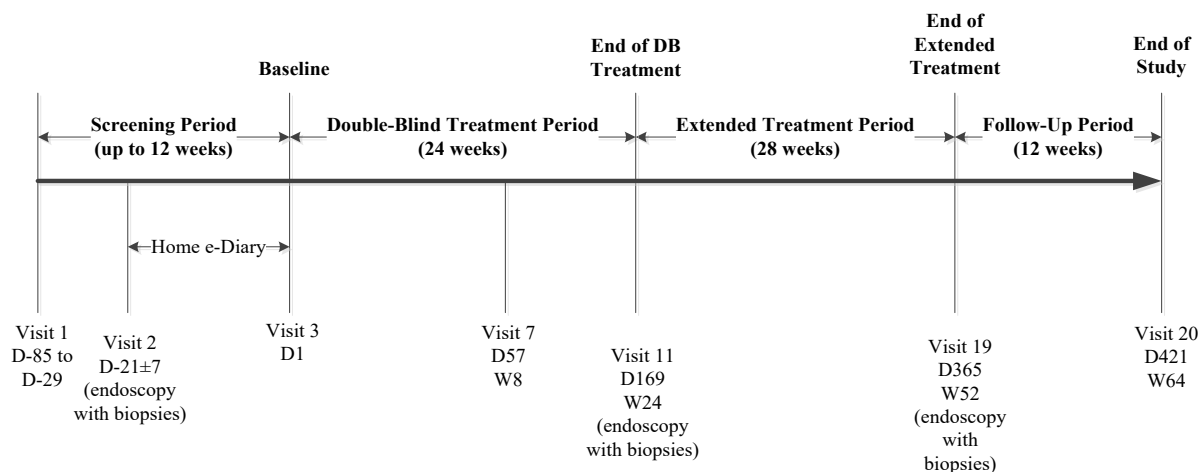 Baseline
End of DB
Treatment
End of
Extended
Treatment
End of
Study
Screening Period
(up to 12 weeks)
Double-Blind Treatment Period
(24 weeks)
Extended Treatment Period
(28 weeks)
Follow-Up Period
(12 weeks)
Home e-Diary
Visit 1
D-85 to
D-29
Visit 2
D-21±7
(endoscopy
with biopsies)
Visit 3
D1
Visit 7
D57
W8
Visit 11
D169
W24
(endoscopy
with biopsies)
Visit 19
D365
W52
(endoscopy
with
biopsies)
Visit 20
D421
W64